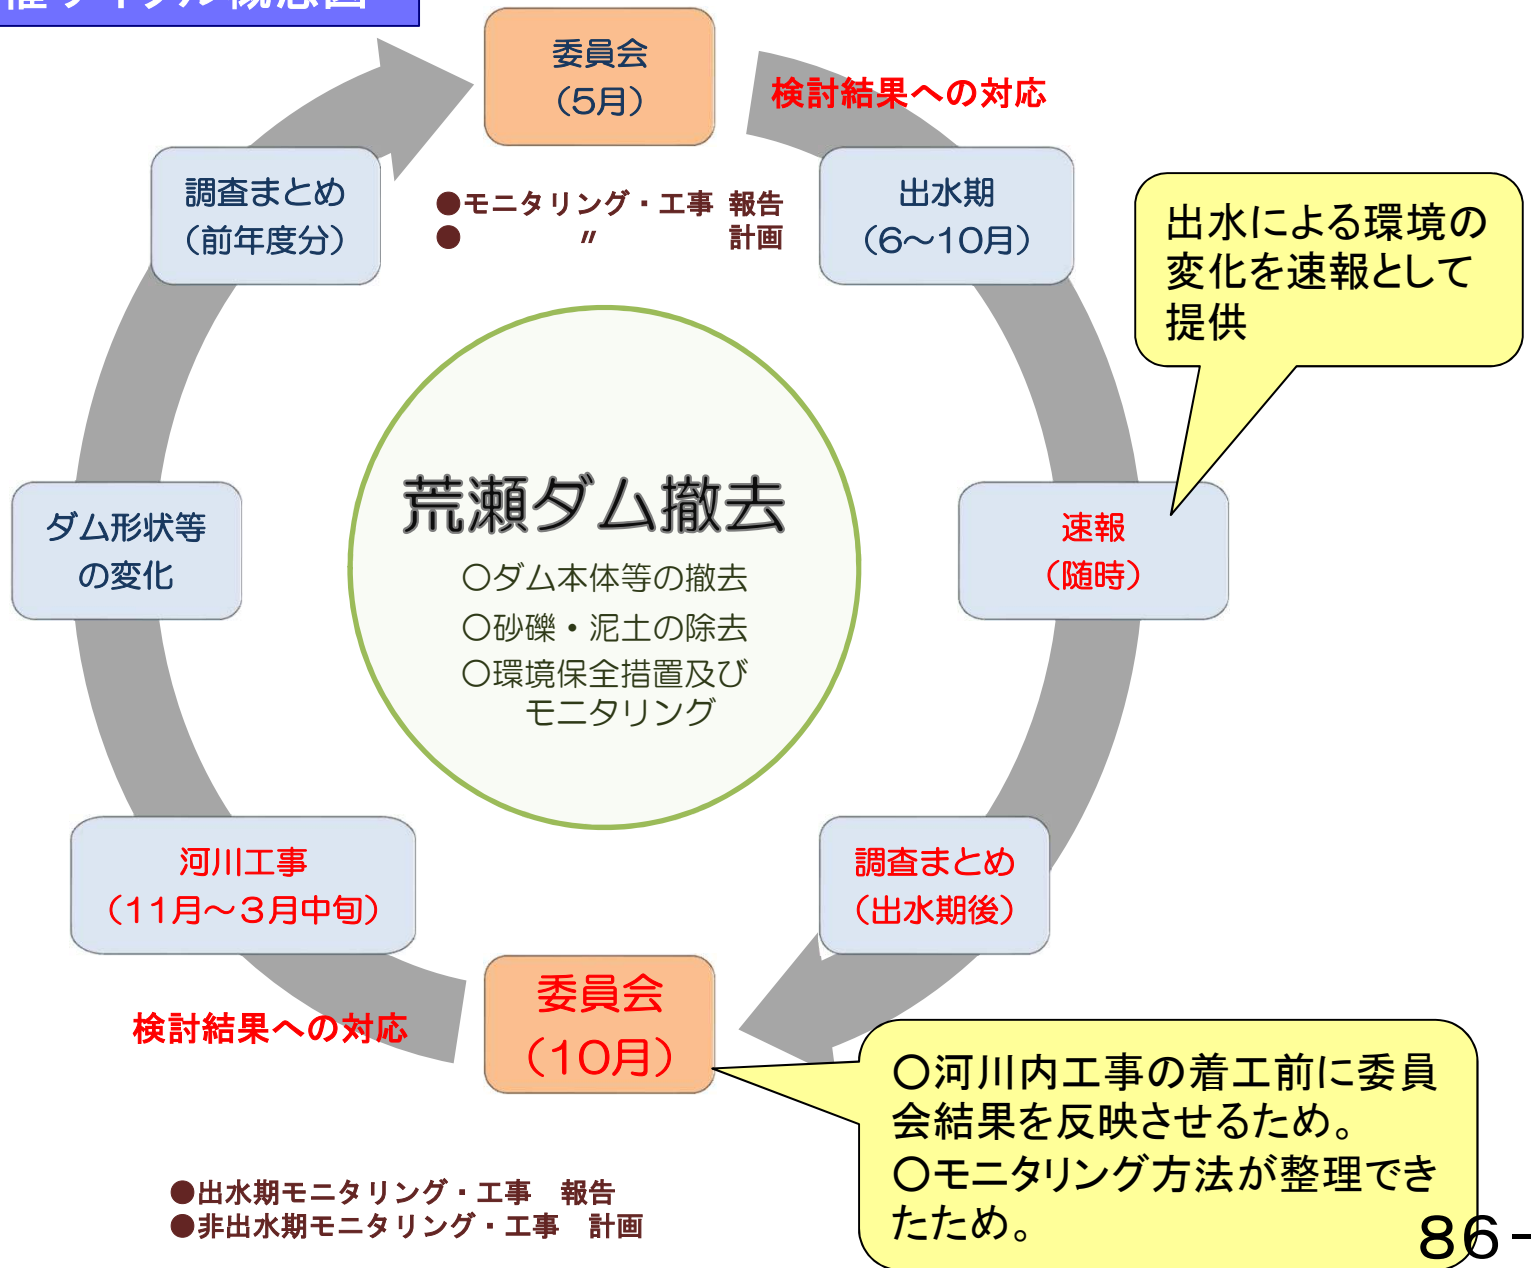 催サイクル概念図
委員会
（5月）
検討結果への対応
調査まとめ
（前年度分）
●モニタリング・工事 報告
● 〃 計画
出水期
（6～10月）
出水による環境の
変化を速報として
提供
荒瀬ダム撤去
○ダム本体等の撤去
○砂礫・泥土の除去
○環境保全措置及び
モニタリング
ダム形状等
の変化
速報
（随時）
河川工事
（11月～3月中旬）
調査まとめ
（出水期後）
委員会
（10月）
検討結果への対応
○河川内工事の着工前に委員
会結果を反映させるため。
○モニタリング方法が整理でき
たため。
●出水期モニタリング・工事　報告
●非出水期モニタリング・工事　計画
86-